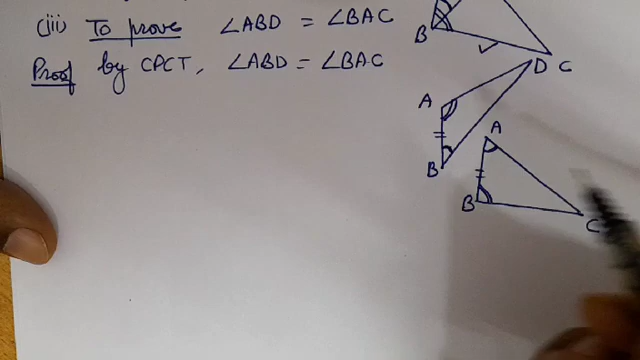 (iii) To prove ∠ABD = ∠BAC
Proof by CPCT, ∠ABD = ∠BAC
B
D C
A
B
A
B
C